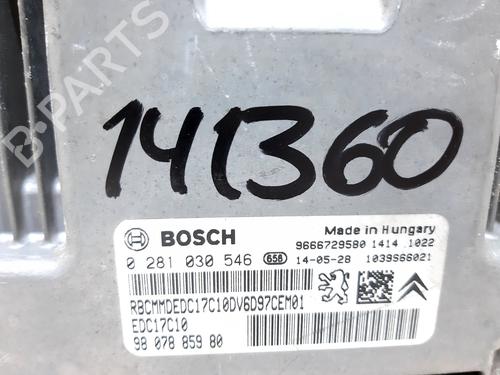 B-PARTS
141360
BOSCH
Made in Hungary
9666729580 1414 1022
0 281 030 546 658
14-05-28 1039S66021
RBCMMDEDC17C10DV6D97CEM01
EDC17C10
98 078 859 80